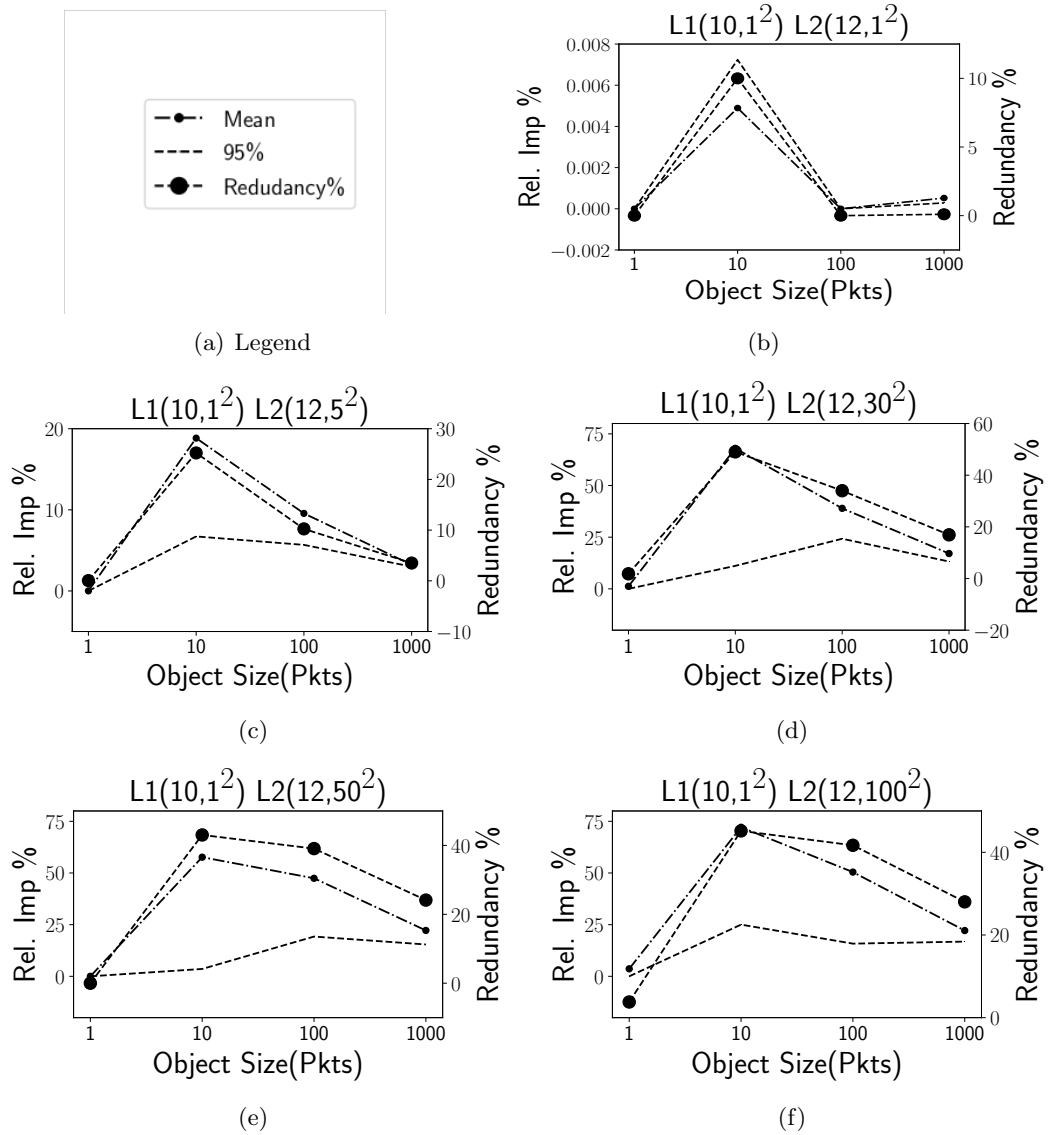 Mean
95%
Redudancy%
(a) Legend
L1(10,1²) L2(12,1²)
0.008
0.006
0.004
0.002
0.000
−0.002
Rel. Imp %
10
5
0
Redundancy %
1 10 100 1000
Object Size(Pkts)
(b)
L1(10,1²) L2(12,5²)
20
10
0
Rel. Imp %
30
20
10
0
−10
Redundancy %
1 10 100 1000
Object Size(Pkts)
(c)
L1(10,1²) L2(12,30²)
75
50
25
0
Rel. Imp %
60
40
20
0
−20
Redundancy %
1 10 100 1000
Object Size(Pkts)
(d)
L1(10,1²) L2(12,50²)
75
50
25
0
Rel. Imp %
40
20
0
Redundancy %
1 10 100 1000
Object Size(Pkts)
(e)
L1(10,1²) L2(12,100²)
75
50
25
0
Rel. Imp %
40
20
0
Redundancy %
1 10 100 1000
Object Size(Pkts)
(f)